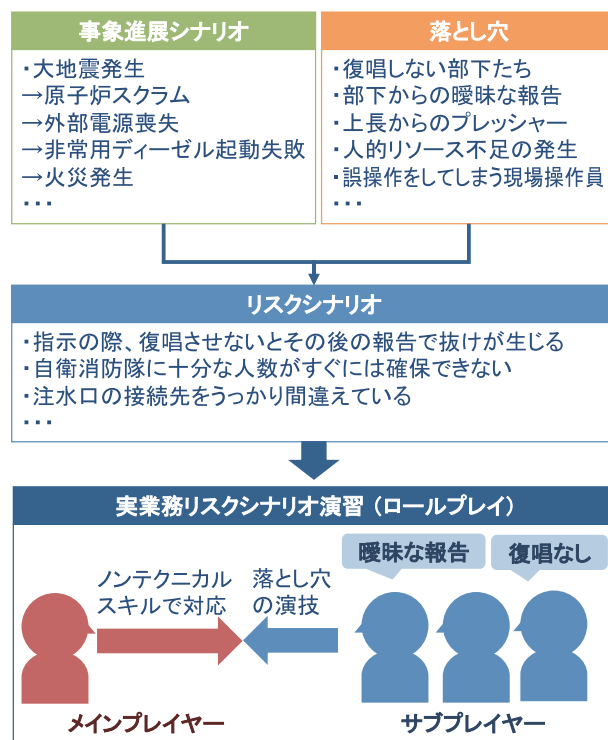 事象進展シナリオ
・大地震発生
→原子炉スクラム
→外部電源喪失
→非常用ディーゼル起動失敗
→火災発生
・・・
落とし穴
・復唱しない部下たち
・部下からの曖昧な報告
・上長からのプレッシャー
・人的リソース不足の発生
・誤操作をしてしまう現場操作員
・・・
リスクシナリオ
・指示の際、復唱させないとその後の報告で抜けが生じる
・自衛消防隊に十分な人数がすぐには確保できない
・注水口の接続先をうっかり間違えている
・・・
実業務リスクシナリオ演習（ロールプレイ）
曖昧な報告
復唱なし
ノンテクニカル
スキルで対応
落とし穴
の演技
メインプレイヤー
サブプレイヤー